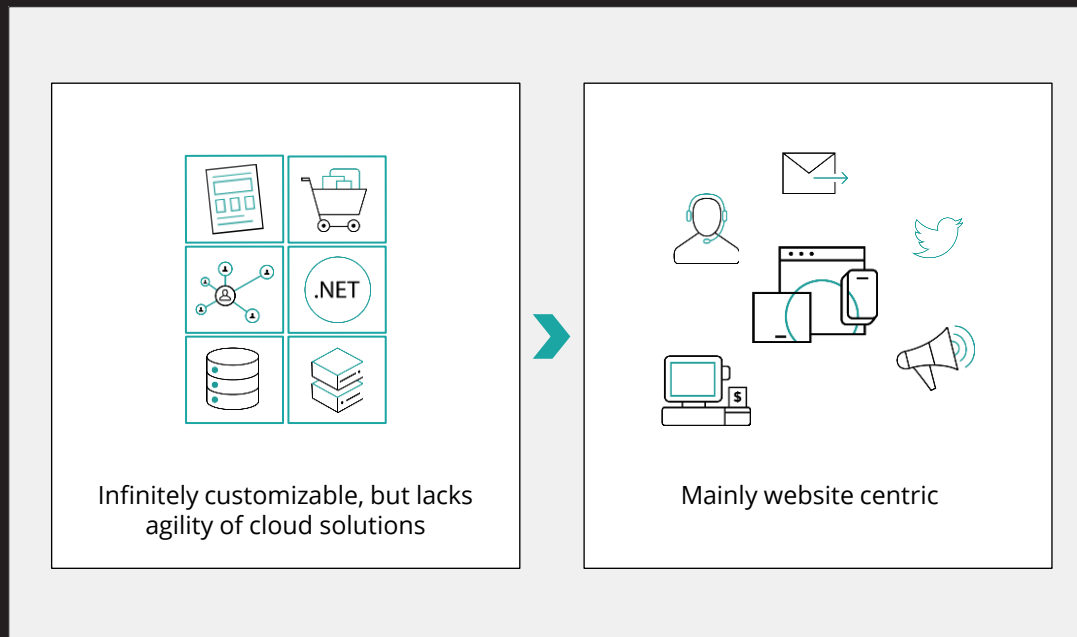 .NET
$
Infinitely customizable, but lacks
agility of cloud solutions
Mainly website centric